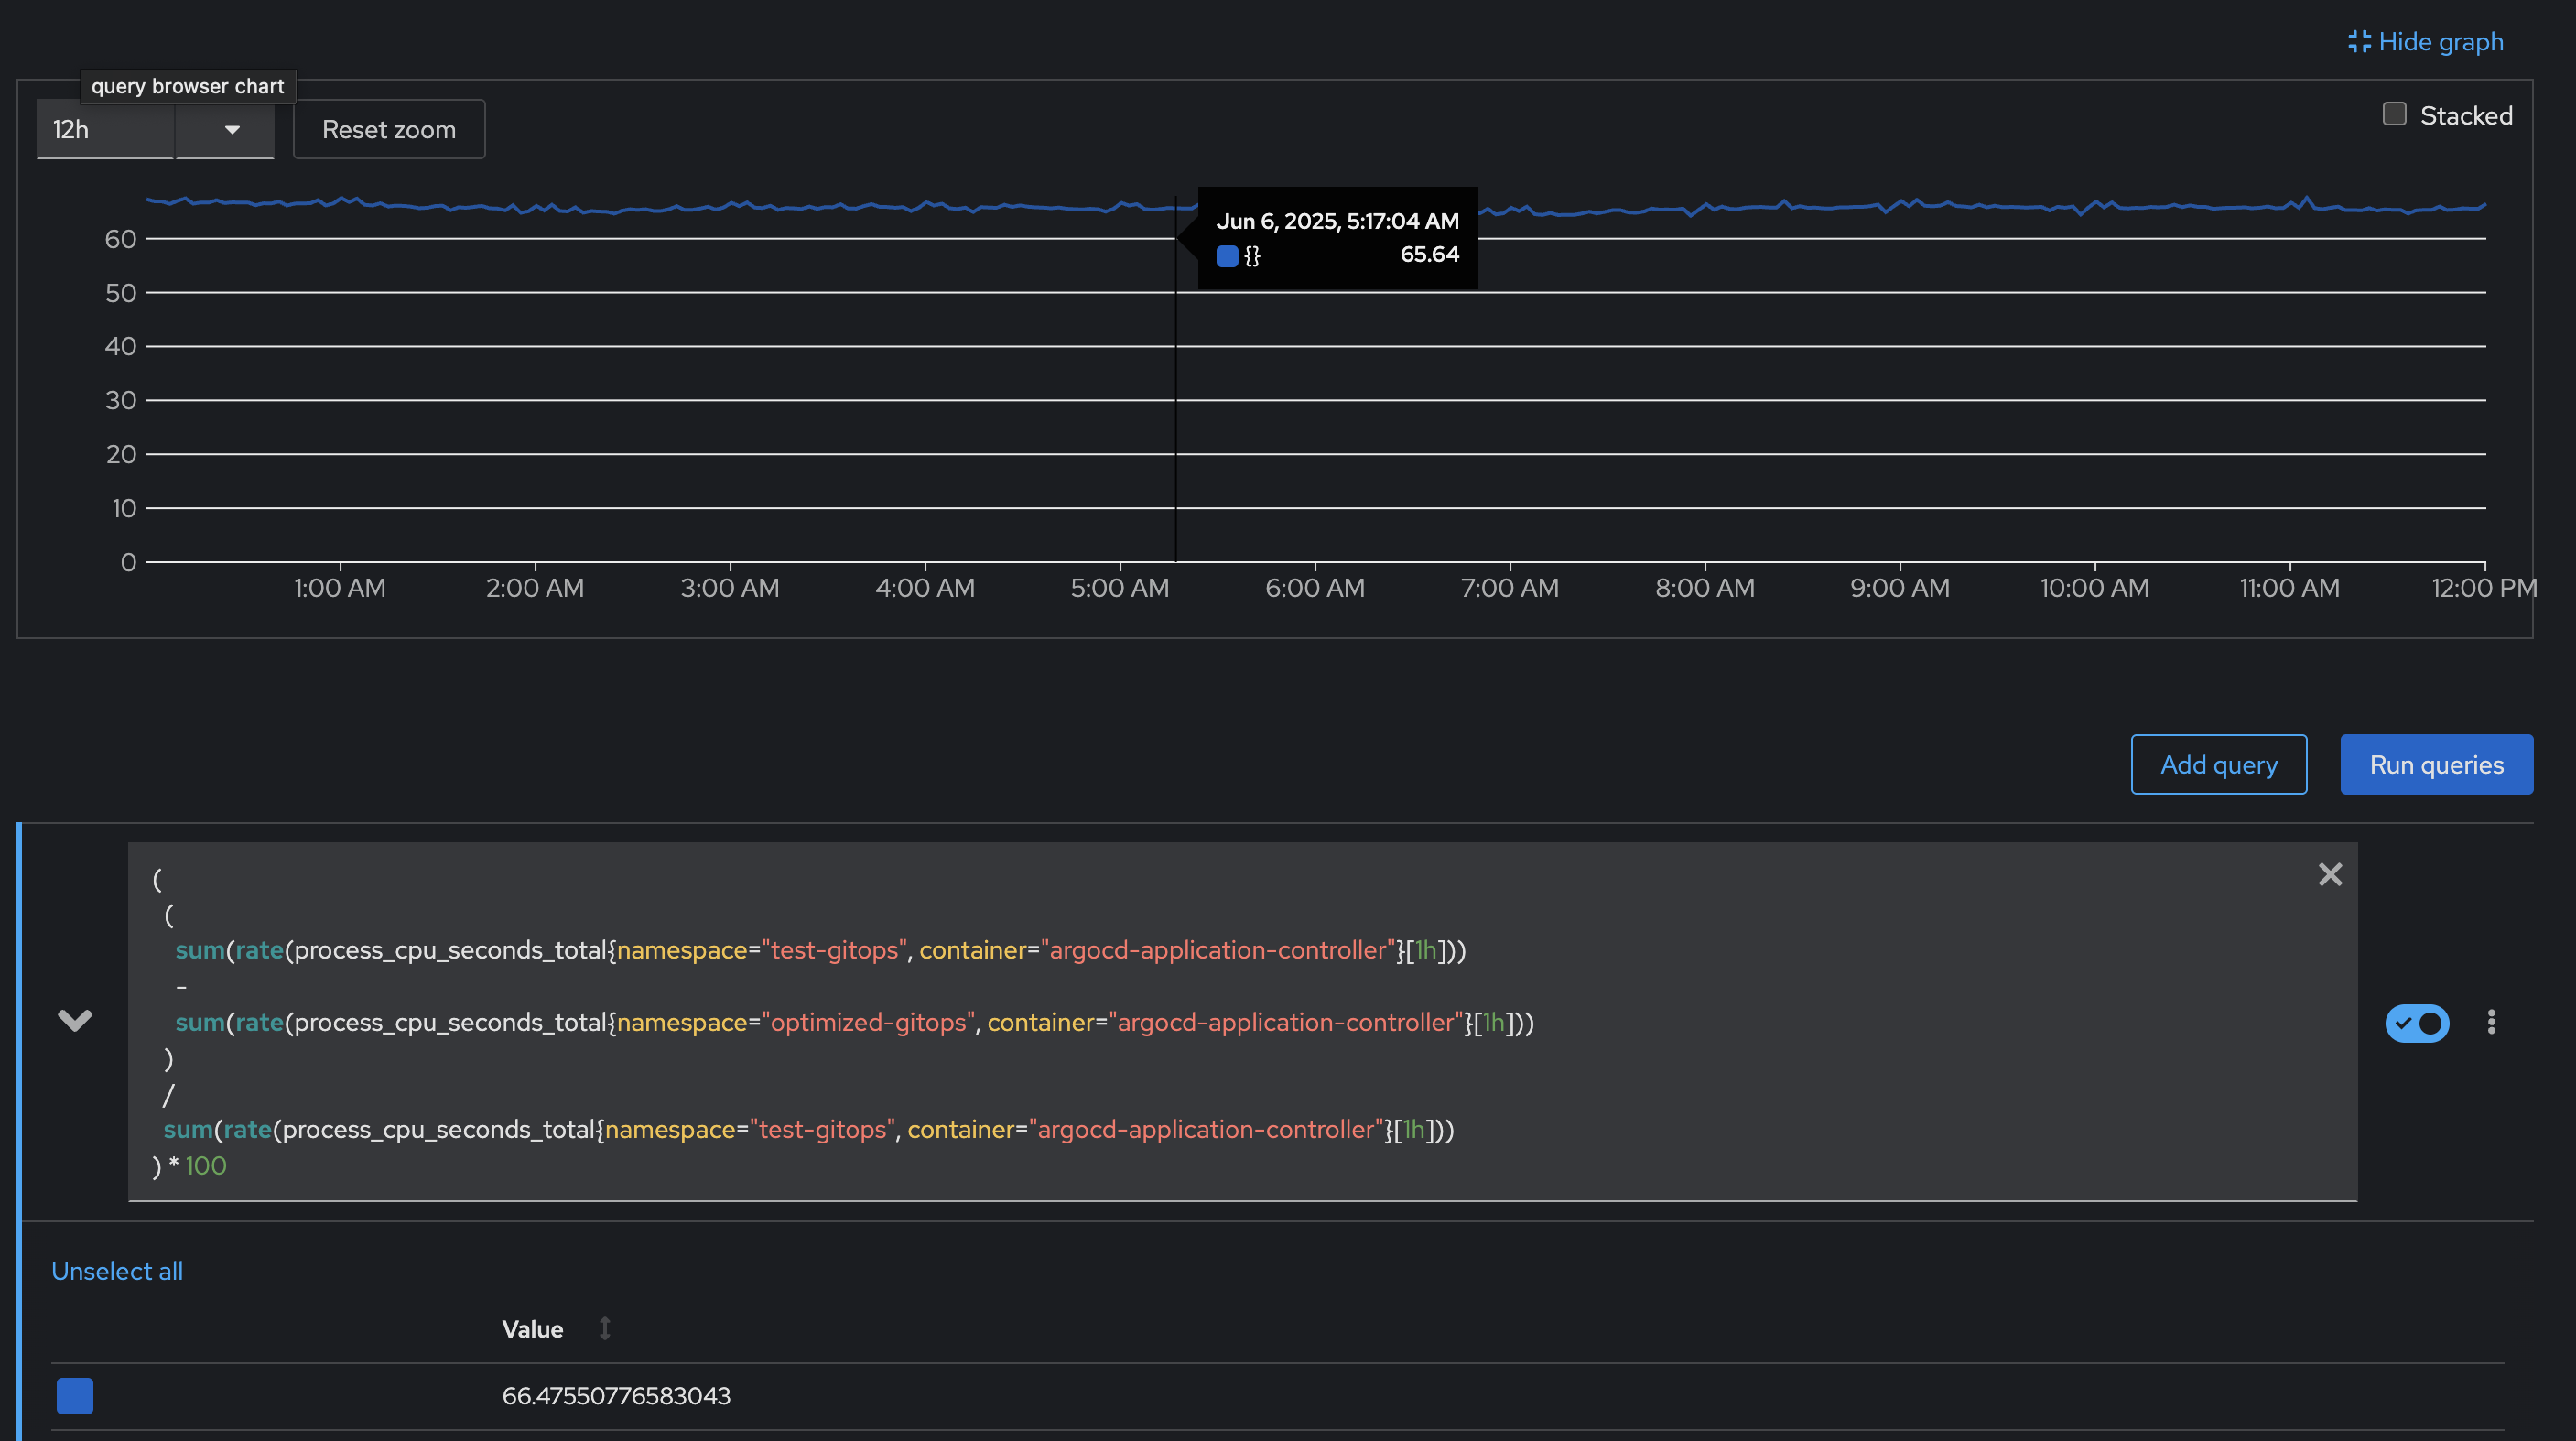 Hide graph
query browser chart
12h
Reset zoom
Stacked
Jun 6, 2025, 5:17:04 AM
{} 65.64
60
50
40
30
20
10
0
1:00 AM 2:00 AM 3:00 AM 4:00 AM 5:00 AM 6:00 AM 7:00 AM 8:00 AM 9:00 AM 10:00 AM 11:00 AM 12:00 PM
Add query
Run queries
(
(
sum(rate(process_cpu_seconds_total{namespace="test-gitops", container="argocd-application-controller"}[1h]))
-
sum(rate(process_cpu_seconds_total{namespace="optimized-gitops", container="argocd-application-controller"}[1h]))
)
/
sum(rate(process_cpu_seconds_total{namespace="test-gitops", container="argocd-application-controller"}[1h]))
) * 100
Unselect all
Value
66.47550776583043